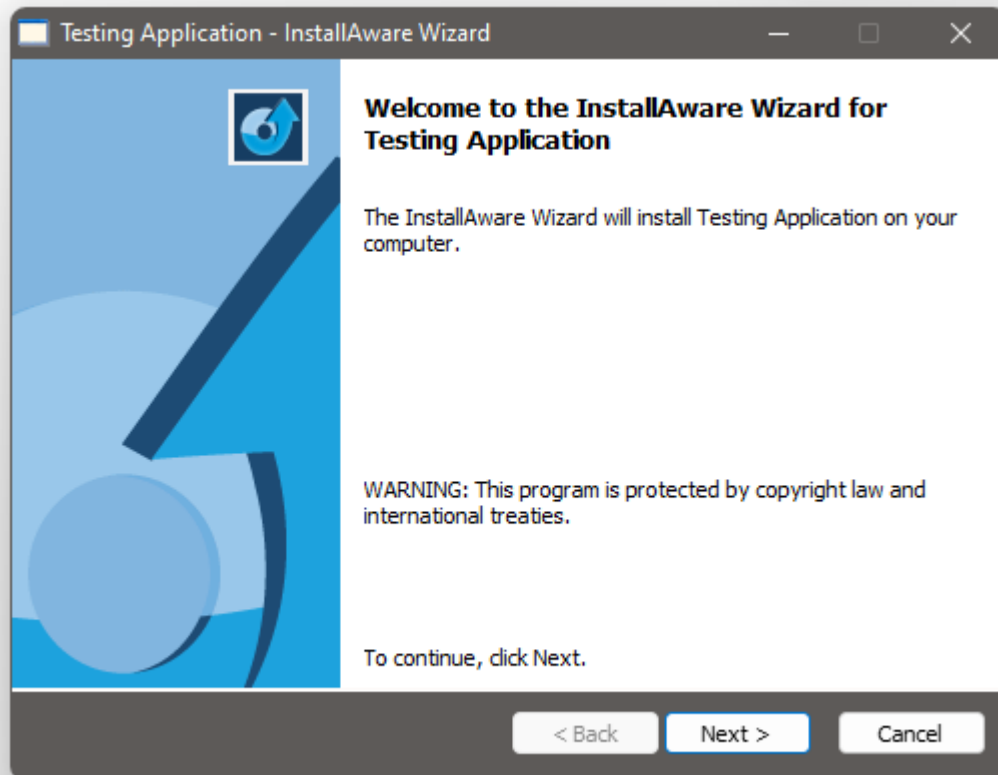 Testing Application - InstallAware Wizard
Welcome to the InstallAware Wizard for
Testing Application
The InstallAware Wizard will install Testing Application on your
computer.
WARNING: This program is protected by copyright law and
international treaties.
To continue, click Next.
< Back
Next >
Cancel